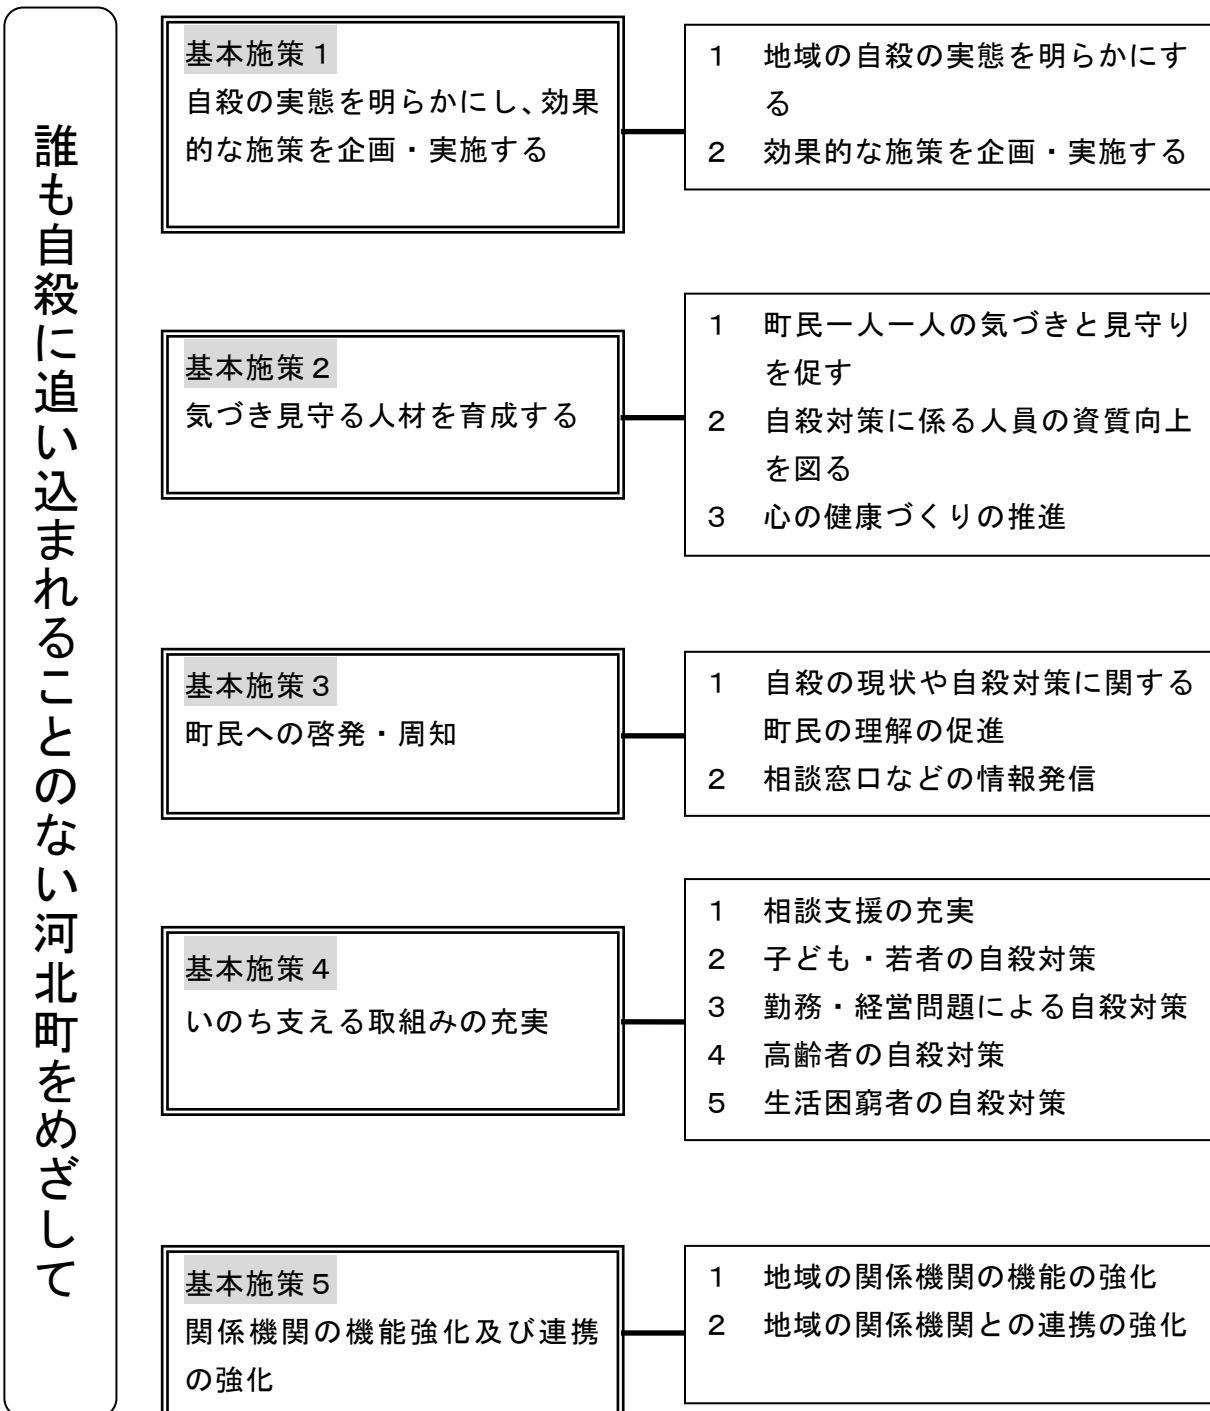 誰も自殺に追い込まれることのない河北町をめざして
基本施策１
自殺の実態を明らかにし、効果
的な施策を企画・実施する
１　地域の自殺の実態を明らかにす
る
２　効果的な施策を企画・実施する
基本施策２
気づき見守る人材を育成する
１　町民一人一人の気づきと見守り
を促す
２　自殺対策に係る人員の資質向上
を図る
３　心の健康づくりの推進
基本施策３
町民への啓発・周知
１　自殺の現状や自殺対策に関する
町民の理解の促進
２　相談窓口などの情報発信
基本施策４
いのち支える取組みの充実
１　相談支援の充実
２　子ども・若者の自殺対策
３　勤務・経営問題による自殺対策
４　高齢者の自殺対策
５　生活困窮者の自殺対策
基本施策５
関係機関の機能強化及び連携
の強化
１　地域の関係機関の機能の強化
２　地域の関係機関との連携の強化